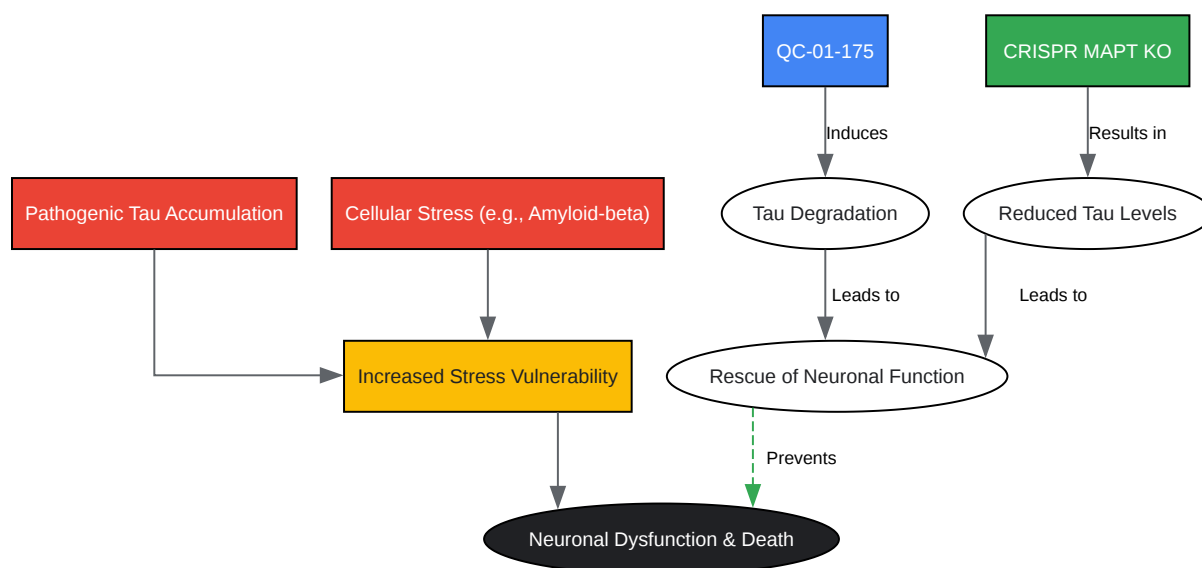 QC-01-175
CRISPR MAPT KO
Induces
Results in
Pathogenic Tau Accumulation
Cellular Stress (e.g., Amyloid-beta)
Tau Degradation
Reduced Tau Levels
Leads to
Leads to
Increased Stress Vulnerability
Rescue of Neuronal Function
Prevents
Neuronal Dysfunction & Death